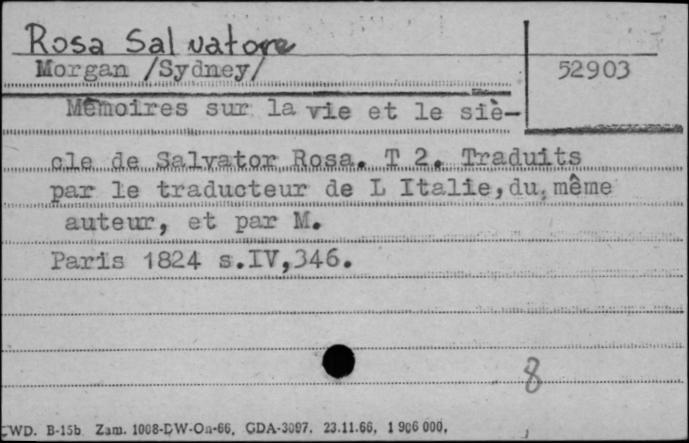 Rosa Salvatore
Morgan /Sydney/ 52903
Mémoires sur la vie et le siè-
cle de Salvator Rosa. T 2. Traduits
par le traducteur de L Italie, du même
auteur, et par M.
Paris 1824 s.IV,346.
8
CWD. B-15b Zam. 1008-DW-On-66, GDA-3097, 23.11.66, 1 906 000,